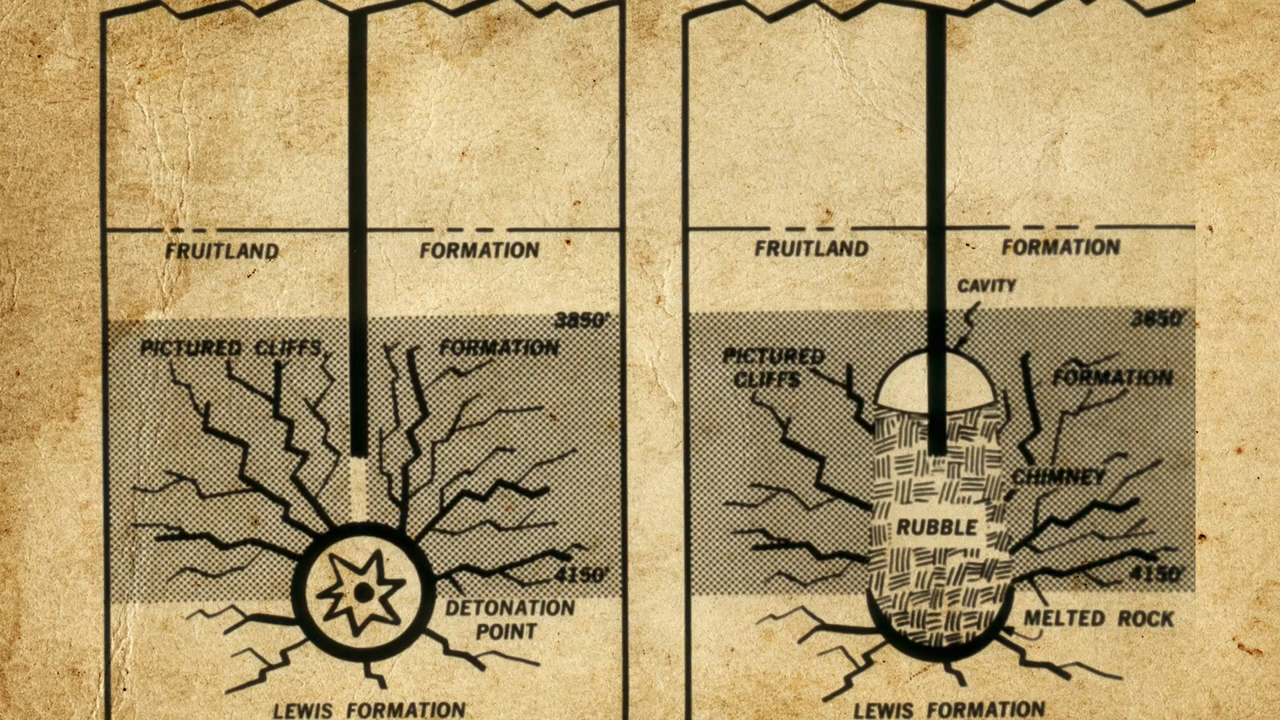 FRUITLAND FORMATION
3850'
PICTURED CLIFFS FORMATION
4150'
DETONATION
POINT
LEWIS FORMATION
FRUITLAND FORMATION
CAVITY
3850'
PICTURED
CLIFFS
FORMATION
CHIMNEY
RUBBLE
4150'
MELTED ROCK
LEWIS FORMATION